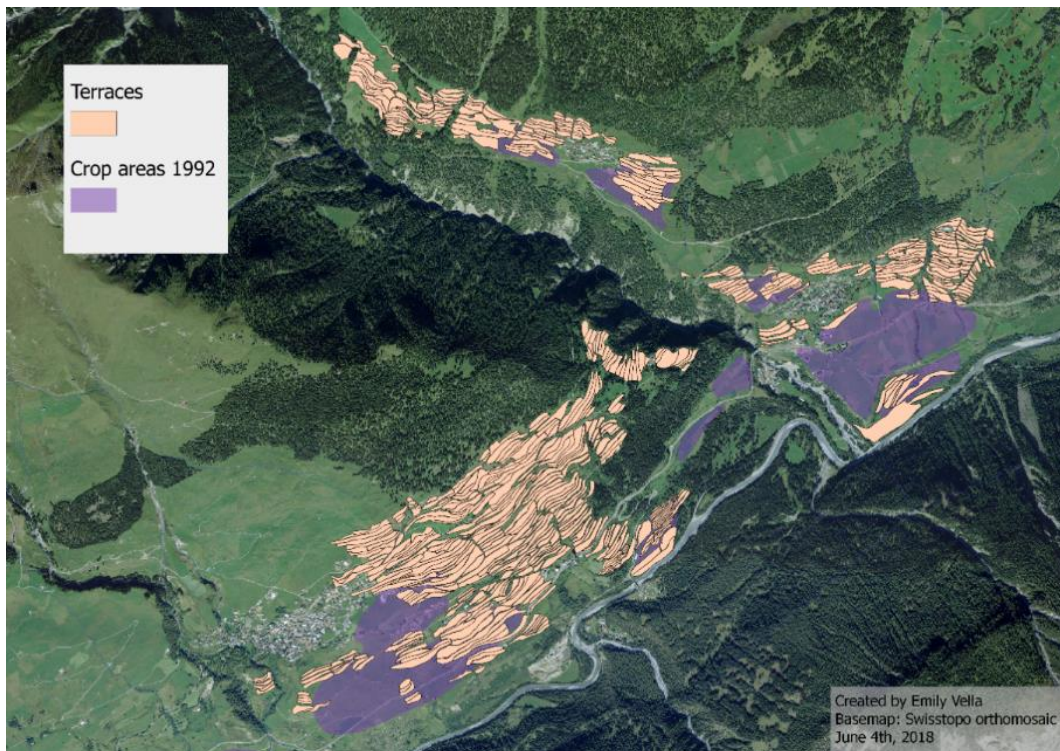 Terraces
Crop areas 1992
Created by Emily Vella
Basemap: Swisstopo orthomosaic
June 4th, 2018